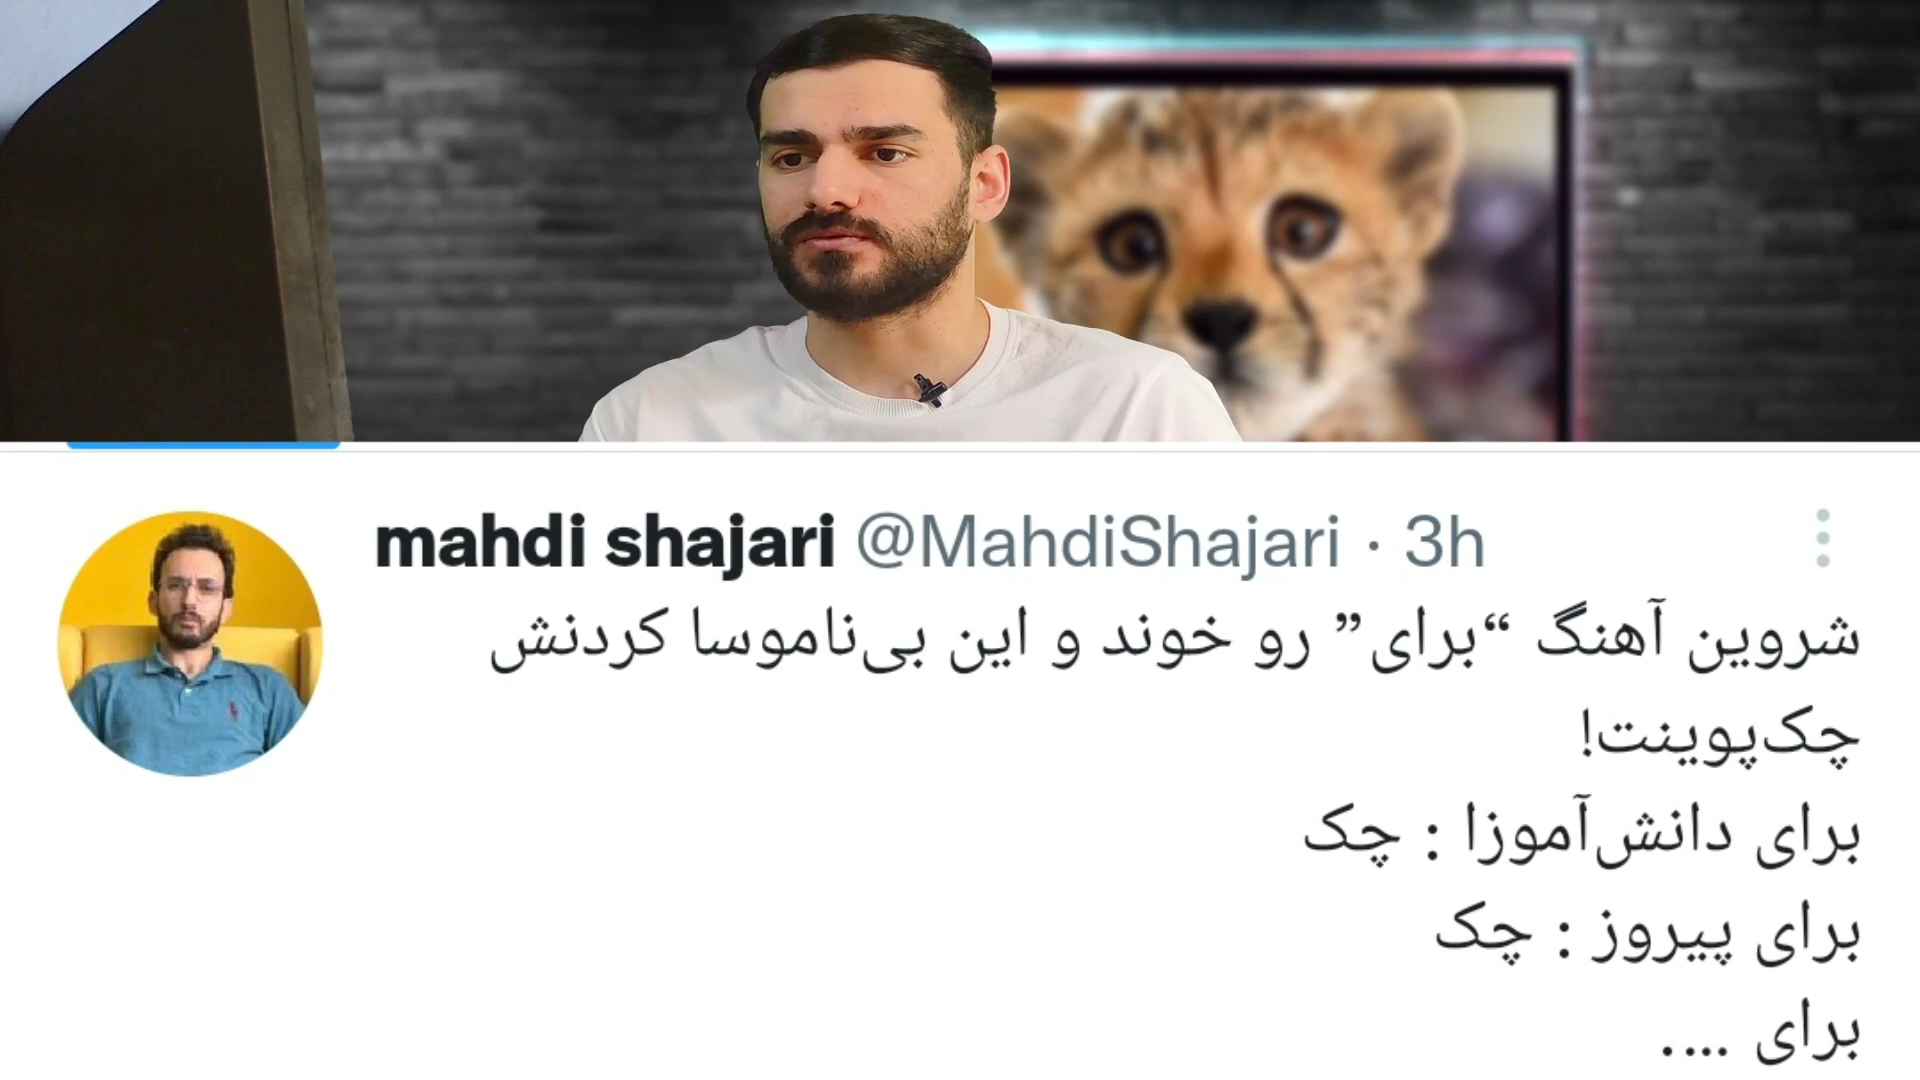 mahdi shajari @MahdiShajari · 3h
شروین آهنگ “برای” رو خوند و این بی‌ناموسا کردنش
چک‌پوینت!
برای دانش‌آموزا : چک
برای پیروز : چک
برای ....